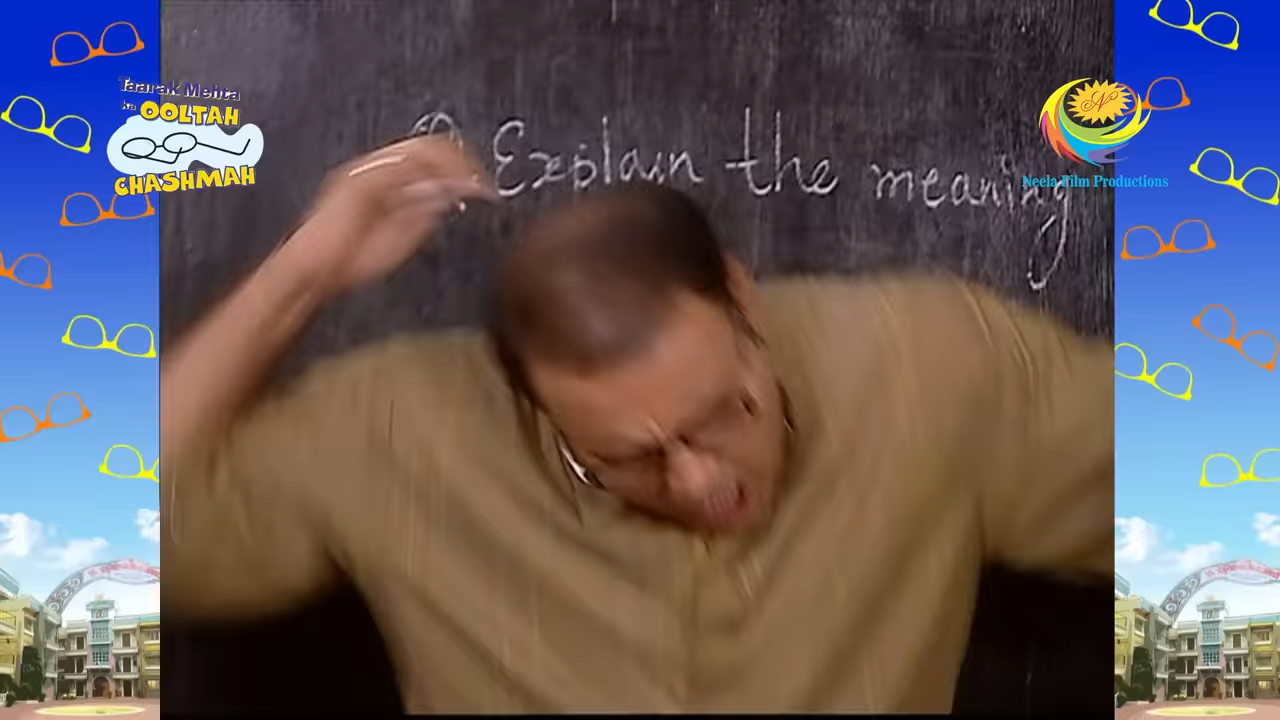 Taarak Mehta
ka OOLTAH
CHASHMAH
Neela Film Productions
Q. Explain the meaning